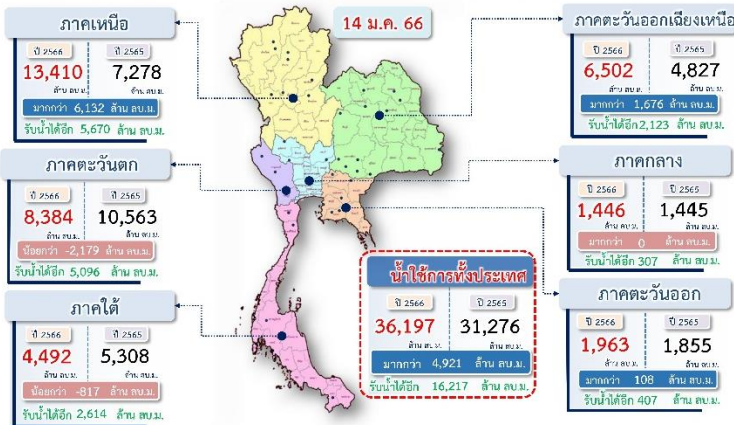 ภาคเหนือ
ปี 2566 ปี 2565
13,410 7,278
ล้าน ลบ.ม. ล้าน ลบ.ม.
มากกว่า 6,132 ล้าน ลบ.ม.
รับน้ำได้อีก 5,670 ล้าน ลบ.ม.
14 ม.ค. 66
ภาคตะวันออกเฉียงเหนือ
ปี 2566 ปี 2565
6,502 4,827
ล้าน ลบ.ม. ล้าน ลบ.ม.
มากกว่า 1,676 ล้าน ลบ.ม.
รับน้ำได้อีก 2,123 ล้าน ลบ.ม.
ภาคตะวันตก
ปี 2566 ปี 2565
8,384 10,563
ล้าน ลบ.ม. ล้าน ลบ.ม.
น้อยกว่า -2,179 ล้าน ลบ.ม.
รับน้ำได้อีก 5,096 ล้าน ลบ.ม.
ภาคกลาง
ปี 2566 ปี 2565
1,446 1,445
ล้าน ลบ.ม. ล้าน ลบ.ม.
มากกว่า 0 ล้าน ลบ.ม.
รับน้ำได้อีก 307 ล้าน ลบ.ม.
ภาคใต้
ปี 2566 ปี 2565
4,492 5,308
ล้าน ลบ.ม. ล้าน ลบ.ม.
น้อยกว่า -817 ล้าน ลบ.ม.
รับน้ำได้อีก 2,614 ล้าน ลบ.ม.
น้ำใช้การทั้งประเทศ
ปี 2566 ปี 2565
36,197 31,276
ล้าน ลบ.ม. ล้าน ลบ.ม.
มากกว่า 4,921 ล้าน ลบ.ม.
รับน้ำได้อีก 16,217 ล้าน ลบ.ม.
ภาคตะวันออก
ปี 2566 ปี 2565
1,963 1,855
ล้าน ลบ.ม. ล้าน ลบ.ม.
มากกว่า 108 ล้าน ลบ.ม.
รับน้ำได้อีก 407 ล้าน ลบ.ม.